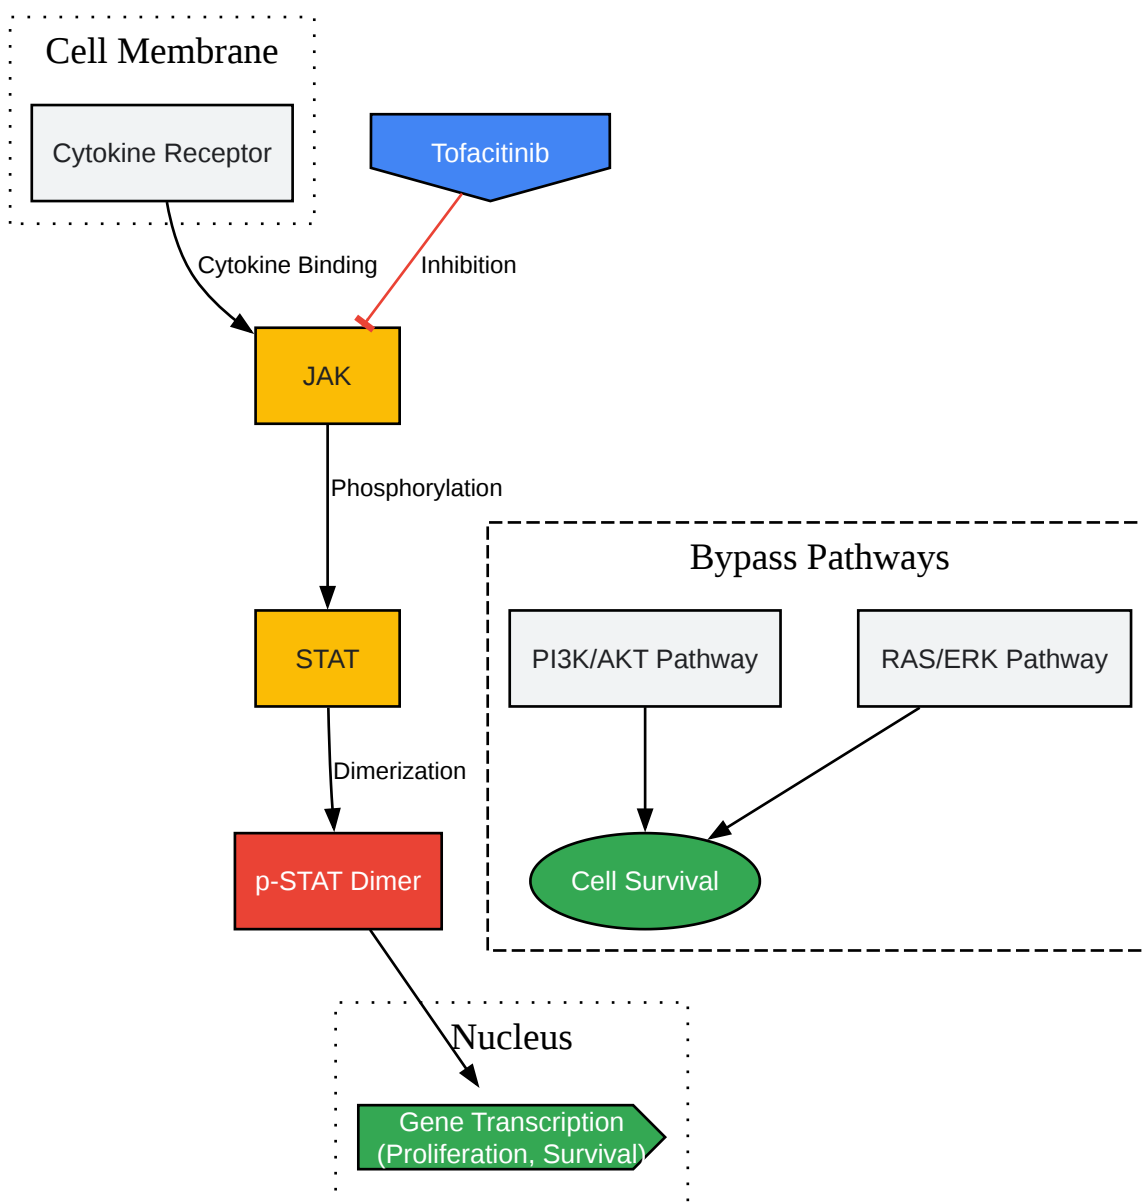 Cell Membrane
Cytokine Receptor
Tofacitinib
Cytokine Binding
Inhibition
JAK
Phosphorylation
Bypass Pathways
STAT
PI3K/AKT Pathway
RAS/ERK Pathway
Dimerization
p-STAT Dimer
Cell Survival
Nucleus
Gene Transcription
(Proliferation, Survival)